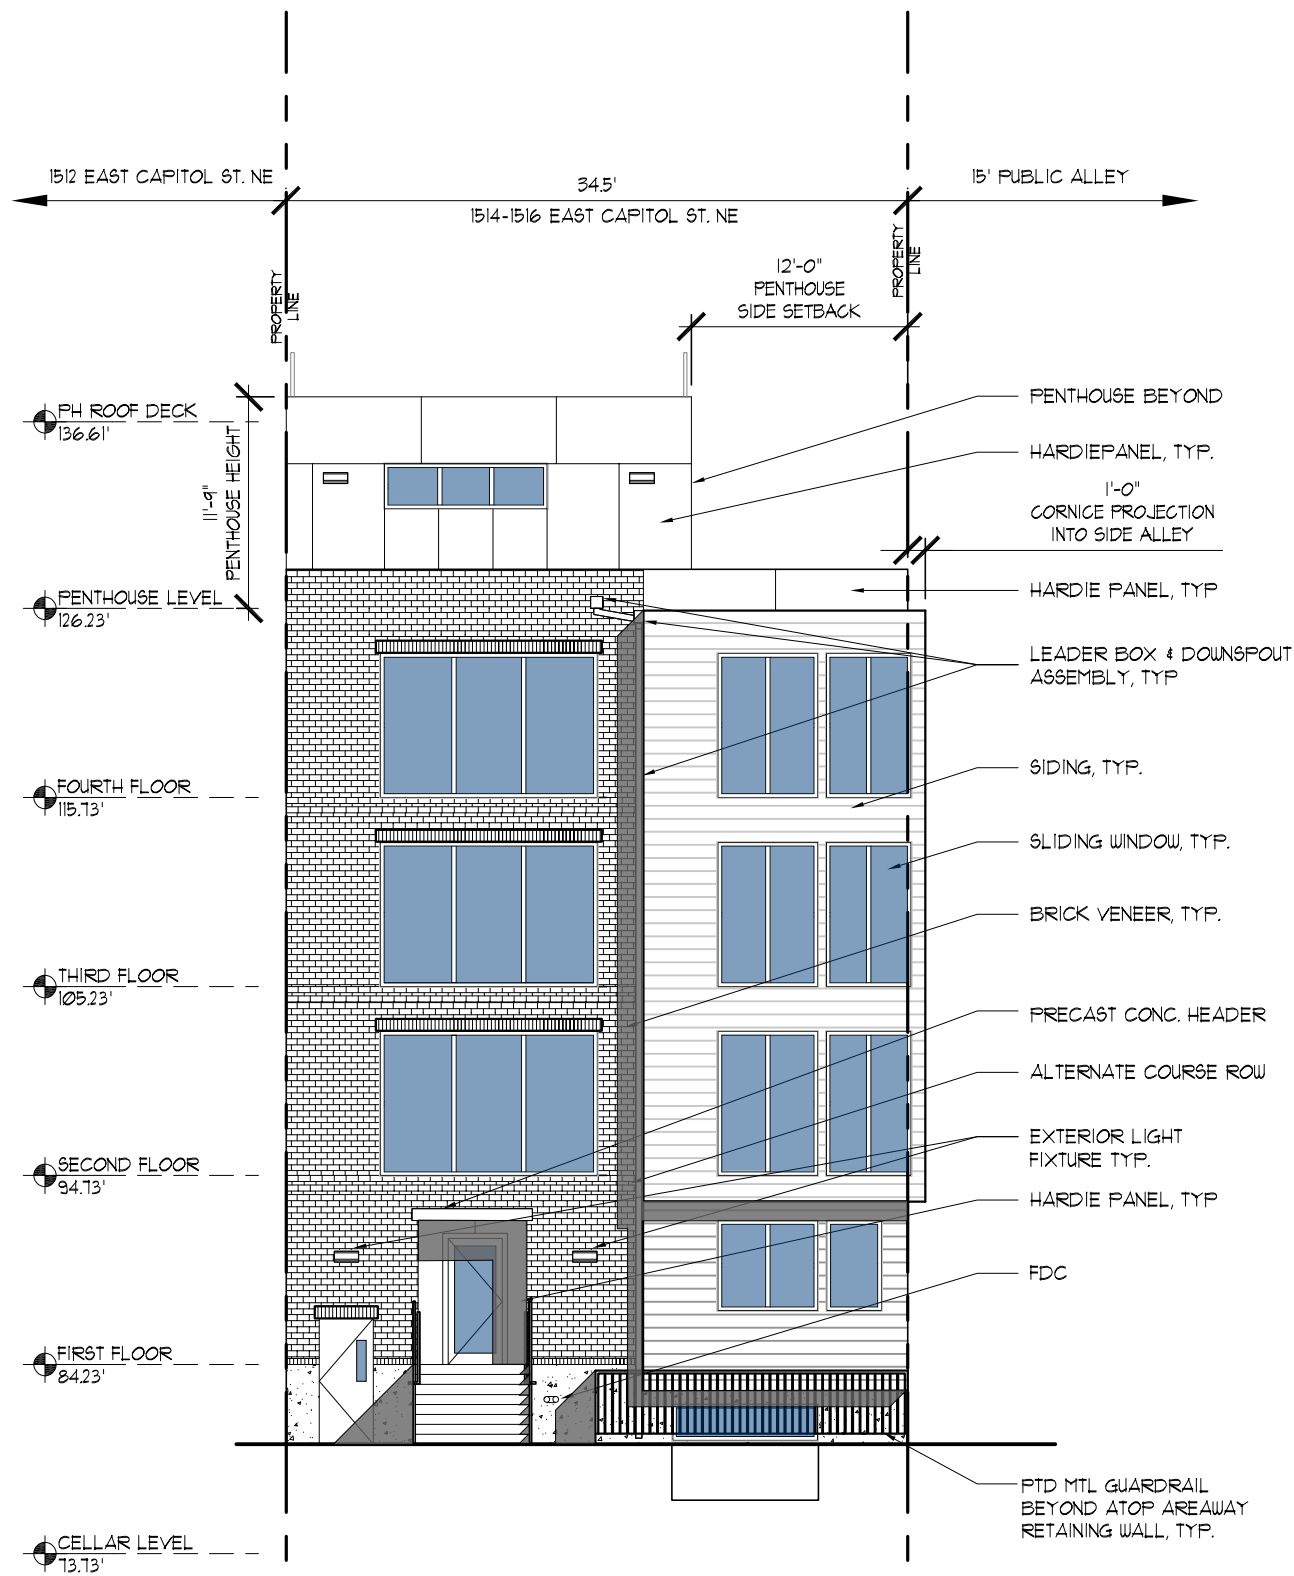 1512 EAST CAPITOL ST. NE
34.5'
15' PUBLIC ALLEY
1514-1516 EAST CAPITOL ST. NE
PROPERTY
LINE
PROPERTY
LINE
12'-0"
PENTHOUSE
SIDE SETBACK
PH ROOF DECK
136.61'
11'-9"
PENTHOUSE HEIGHT
PENTHOUSE LEVEL
126.23'
FOURTH FLOOR
115.73'
THIRD FLOOR
105.23'
SECOND FLOOR
94.73'
FIRST FLOOR
84.23'
CELLAR LEVEL
73.73'
PENTHOUSE BEYOND
HARDIEPANEL, TYP.
1'-0"
CORNICE PROJECTION
INTO SIDE ALLEY
HARDIE PANEL, TYP
LEADER BOX & DOWNSPOUT
ASSEMBLY, TYP
SIDING, TYP.
SLIDING WINDOW, TYP.
BRICK VENEER, TYP.
PRECAST CONC. HEADER
ALTERNATE COURSE ROW
EXTERIOR LIGHT
FIXTURE TYP.
HARDIE PANEL, TYP
FDC
PTD MTL GUARDRAIL
BEYOND ATOP AREAWAY
RETAINING WALL, TYP.